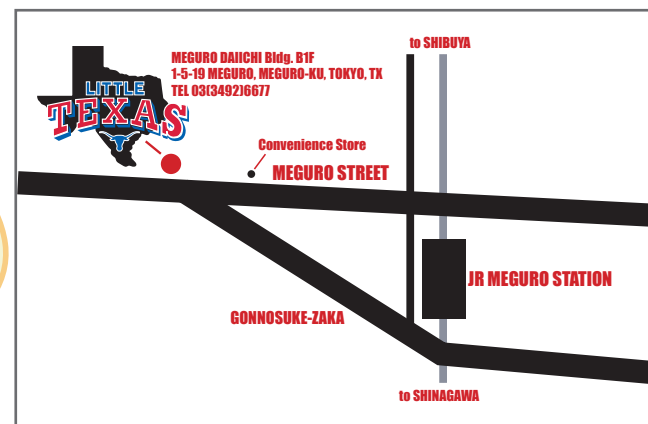 LITTLE
TEXAS
MEGURO DAIICHI Bldg. B1F
1-5-19 MEGURO, MEGURO-KU, TOKYO, TX
TEL 03(3492)6677
to SHIBUYA
Convenience Store
MEGURO STREET
JR MEGURO STATION
GONNOSUKE-ZAKA
to SHINAGAWA